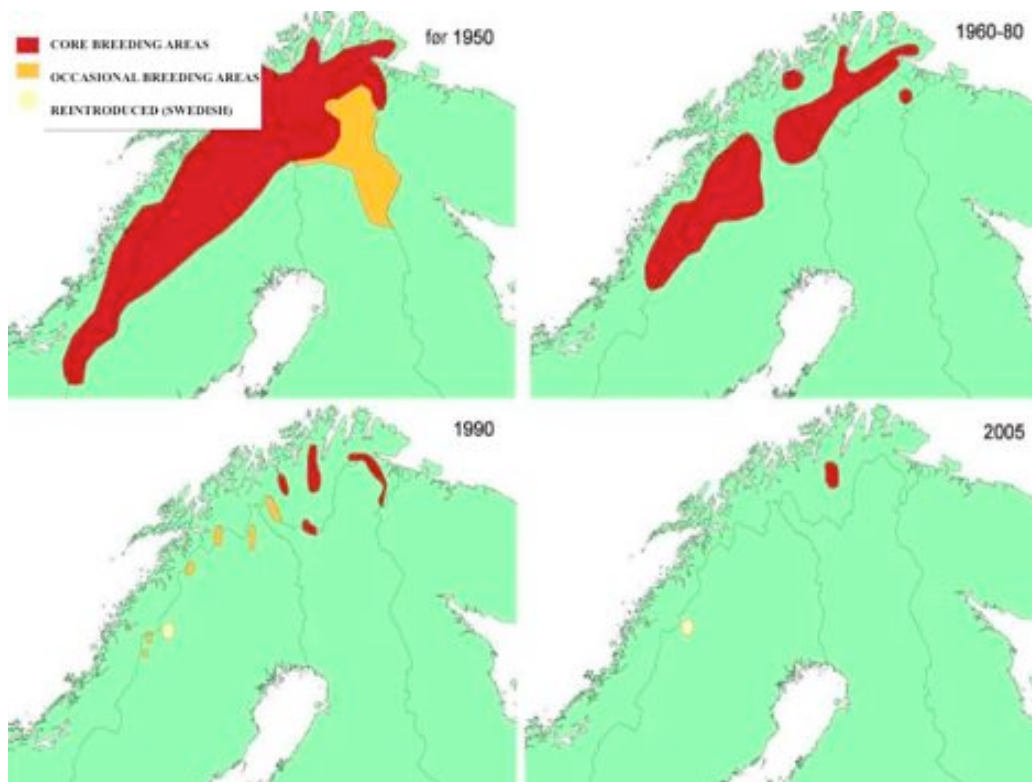 CORE BREEDING AREAS
før 1950
OCCASIONAL BREEDING AREAS
REINTRODUCED (SWEDISH)
1960-80
1990
2005